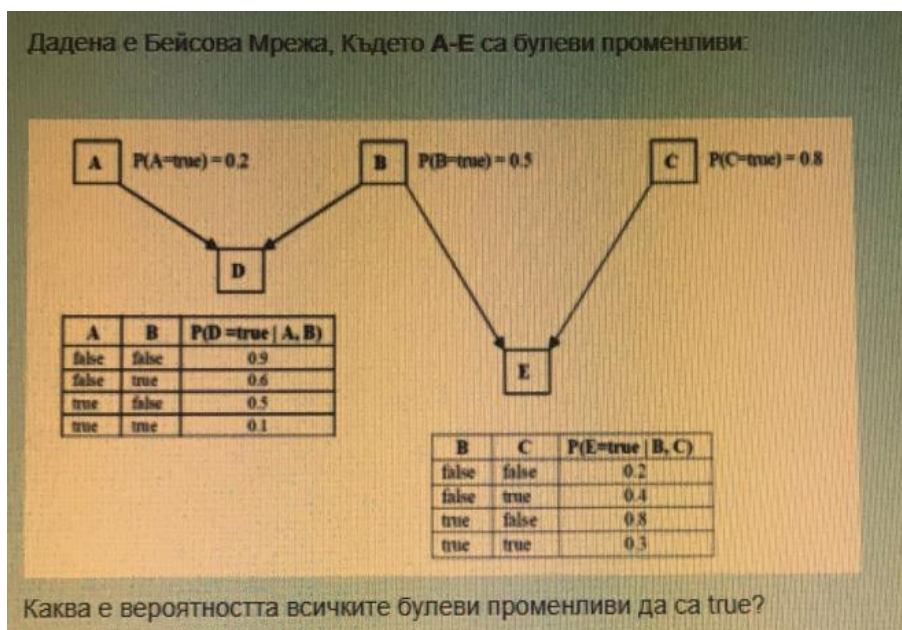 Дадена е Бейсова Мрежа, Където A-E са булеви променливи:
A P(A=true) = 0.2 B P(B=true) = 0.5 C P(C=true) = 0.8
D
A B P(D =true | A, B)
false false 0.9
false true 0.6
true false 0.5
true true 0.1
E
B C P(E=true | B, C)
false false 0.2
false true 0.4
true false 0.8
true true 0.3
Каква е вероятността всичките булеви променливи да са true?